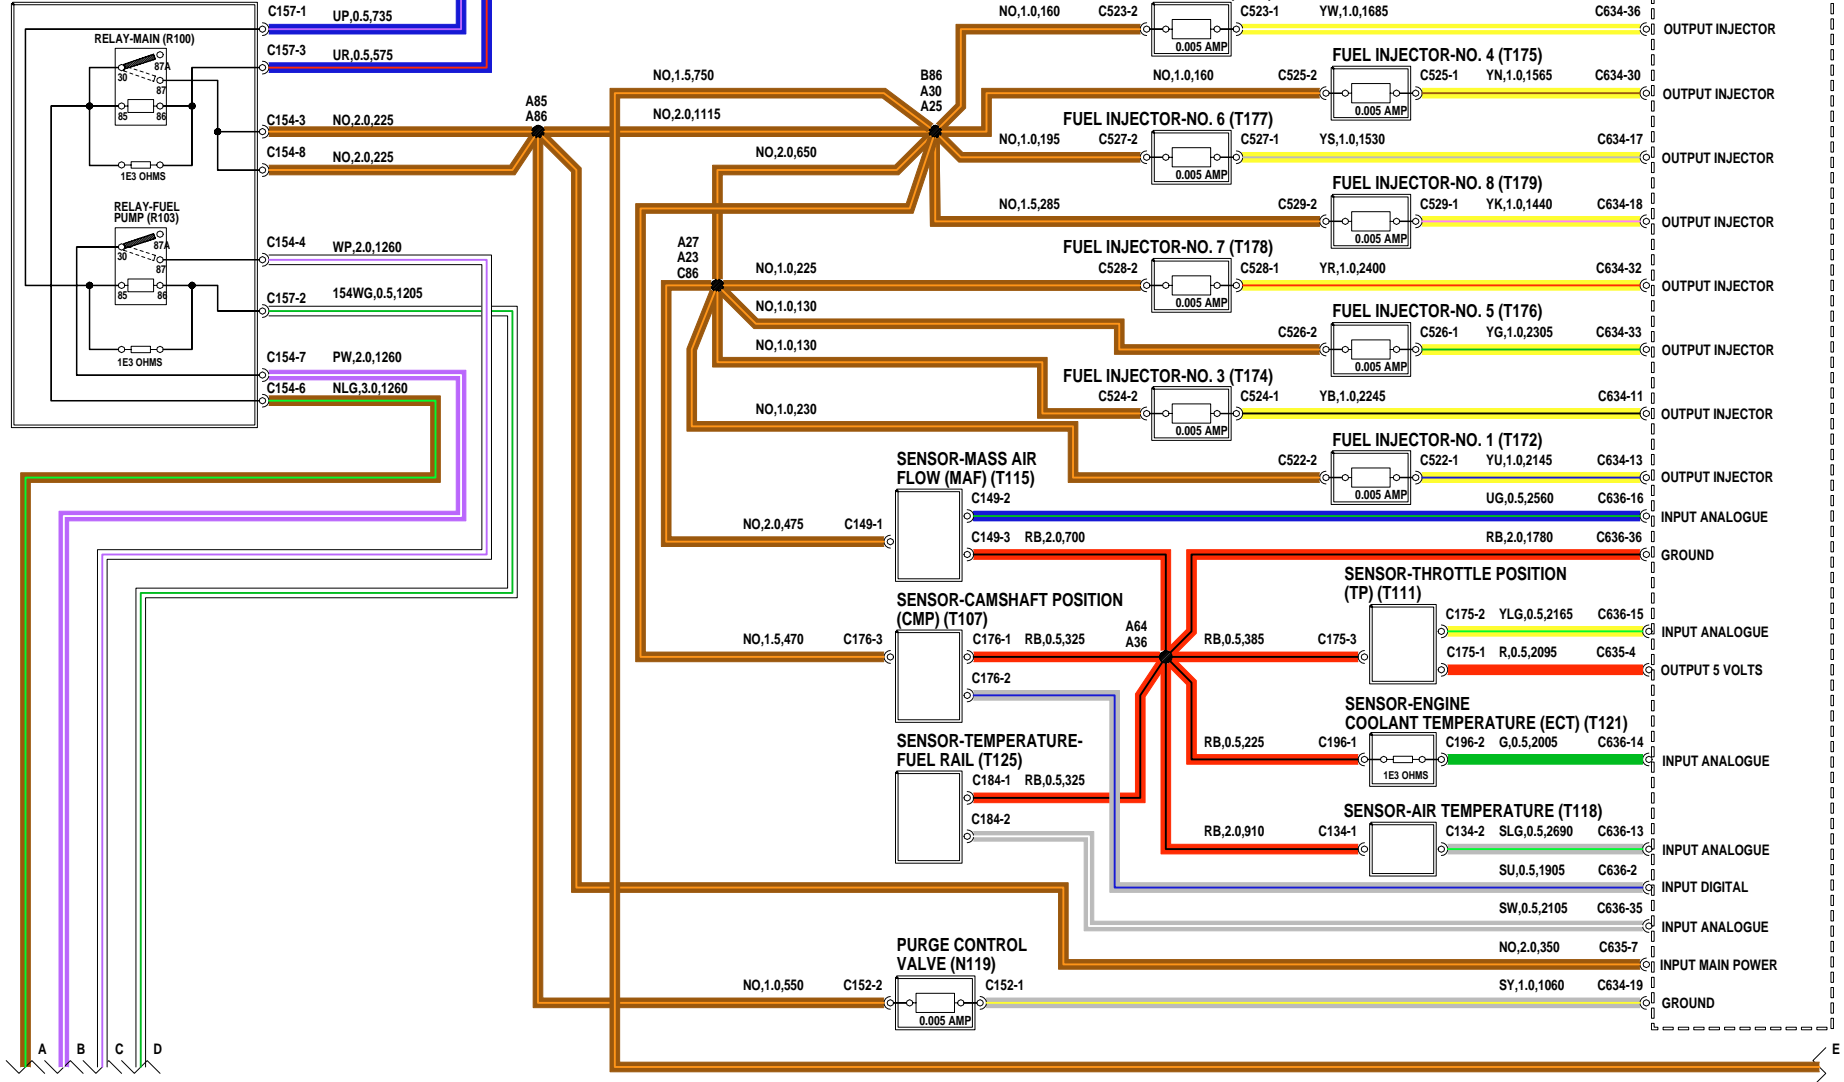 C157-1
UP,0.5,735
RELAY-MAIN (R100)
87A
30
87
85
86
1E3 OHMS
C157-3
UR,0.5,575
C154-3
NO,2.0,225
C154-8
NO,2.0,225
RELAY-FUEL
PUMP (R103)
87A
30
87
85
86
1E3 OHMS
C154-4
WP,2.0,1260
C157-2
154WG,0.5,1205
C154-7
PW,2.0,1260
C154-6
NLG,3.0,1260
A85
A86
NO,1.5,750
NO,2.0,1115
NO,2.0,650
B86
A30
A25
A27
A23
C86
NO,1.0,160
C523-2
0.005 AMP
C523-1
YW,1.0,1685
C634-36
OUTPUT INJECTOR
FUEL INJECTOR-NO. 4 (T175)
NO,1.0,160
C525-2
0.005 AMP
C525-1
YN,1.0,1565
C634-30
OUTPUT INJECTOR
FUEL INJECTOR-NO. 6 (T177)
NO,1.0,195
C527-2
0.005 AMP
C527-1
YS,1.0,1530
C634-17
OUTPUT INJECTOR
FUEL INJECTOR-NO. 8 (T179)
NO,1.5,285
C529-2
0.005 AMP
C529-1
YK,1.0,1440
C634-18
OUTPUT INJECTOR
FUEL INJECTOR-NO. 7 (T178)
NO,1.0,225
C528-2
0.005 AMP
C528-1
YR,1.0,2400
C634-32
OUTPUT INJECTOR
FUEL INJECTOR-NO. 5 (T176)
NO,1.0,130
C526-2
0.005 AMP
C526-1
YG,1.0,2305
C634-33
OUTPUT INJECTOR
FUEL INJECTOR-NO. 3 (T174)
NO,1.0,130
C524-2
0.005 AMP
C524-1
YB,1.0,2245
C634-11
OUTPUT INJECTOR
FUEL INJECTOR-NO. 1 (T172)
NO,1.0,230
C522-2
0.005 AMP
C522-1
YU,1.0,2145
C634-13
OUTPUT INJECTOR
SENSOR-MASS AIR
FLOW (MAF) (T115)
NO,2.0,475
C149-1
C149-2
UG,0.5,2560
C636-16
INPUT ANALOGUE
C149-3
RB,2.0,700
RB,2.0,1780
C636-36
GROUND
SENSOR-CAMSHAFT POSITION
(CMP) (T107)
NO,1.5,470
C176-3
C176-1
RB,0.5,325
C176-2
A64
A36
SENSOR-THROTTLE POSITION
(TP) (T111)
RB,0.5,385
C175-3
C175-2
YLG,0.5,2165
C636-15
INPUT ANALOGUE
C175-1
R,0.5,2095
C635-4
OUTPUT 5 VOLTS
SENSOR-ENGINE
COOLANT TEMPERATURE (ECT) (T121)
RB,0.5,225
C196-1
1E3 OHMS
C196-2
G,0.5,2005
C636-14
INPUT ANALOGUE
SENSOR-TEMPERATURE-
FUEL RAIL (T125)
C184-1
RB,0.5,325
C184-2
SENSOR-AIR TEMPERATURE (T118)
RB,2.0,910
C134-1
C134-2
SLG,0.5,2690
C636-13
INPUT ANALOGUE
SU,0.5,1905
C636-2
INPUT DIGITAL
SW,0.5,2105
C636-35
INPUT ANALOGUE
NO,2.0,350
C635-7
INPUT MAIN POWER
PURGE CONTROL
VALVE (N119)
NO,1.0,550
C152-2
0.005 AMP
C152-1
SY,1.0,1060
C634-19
GROUND
A
B
C
D
E